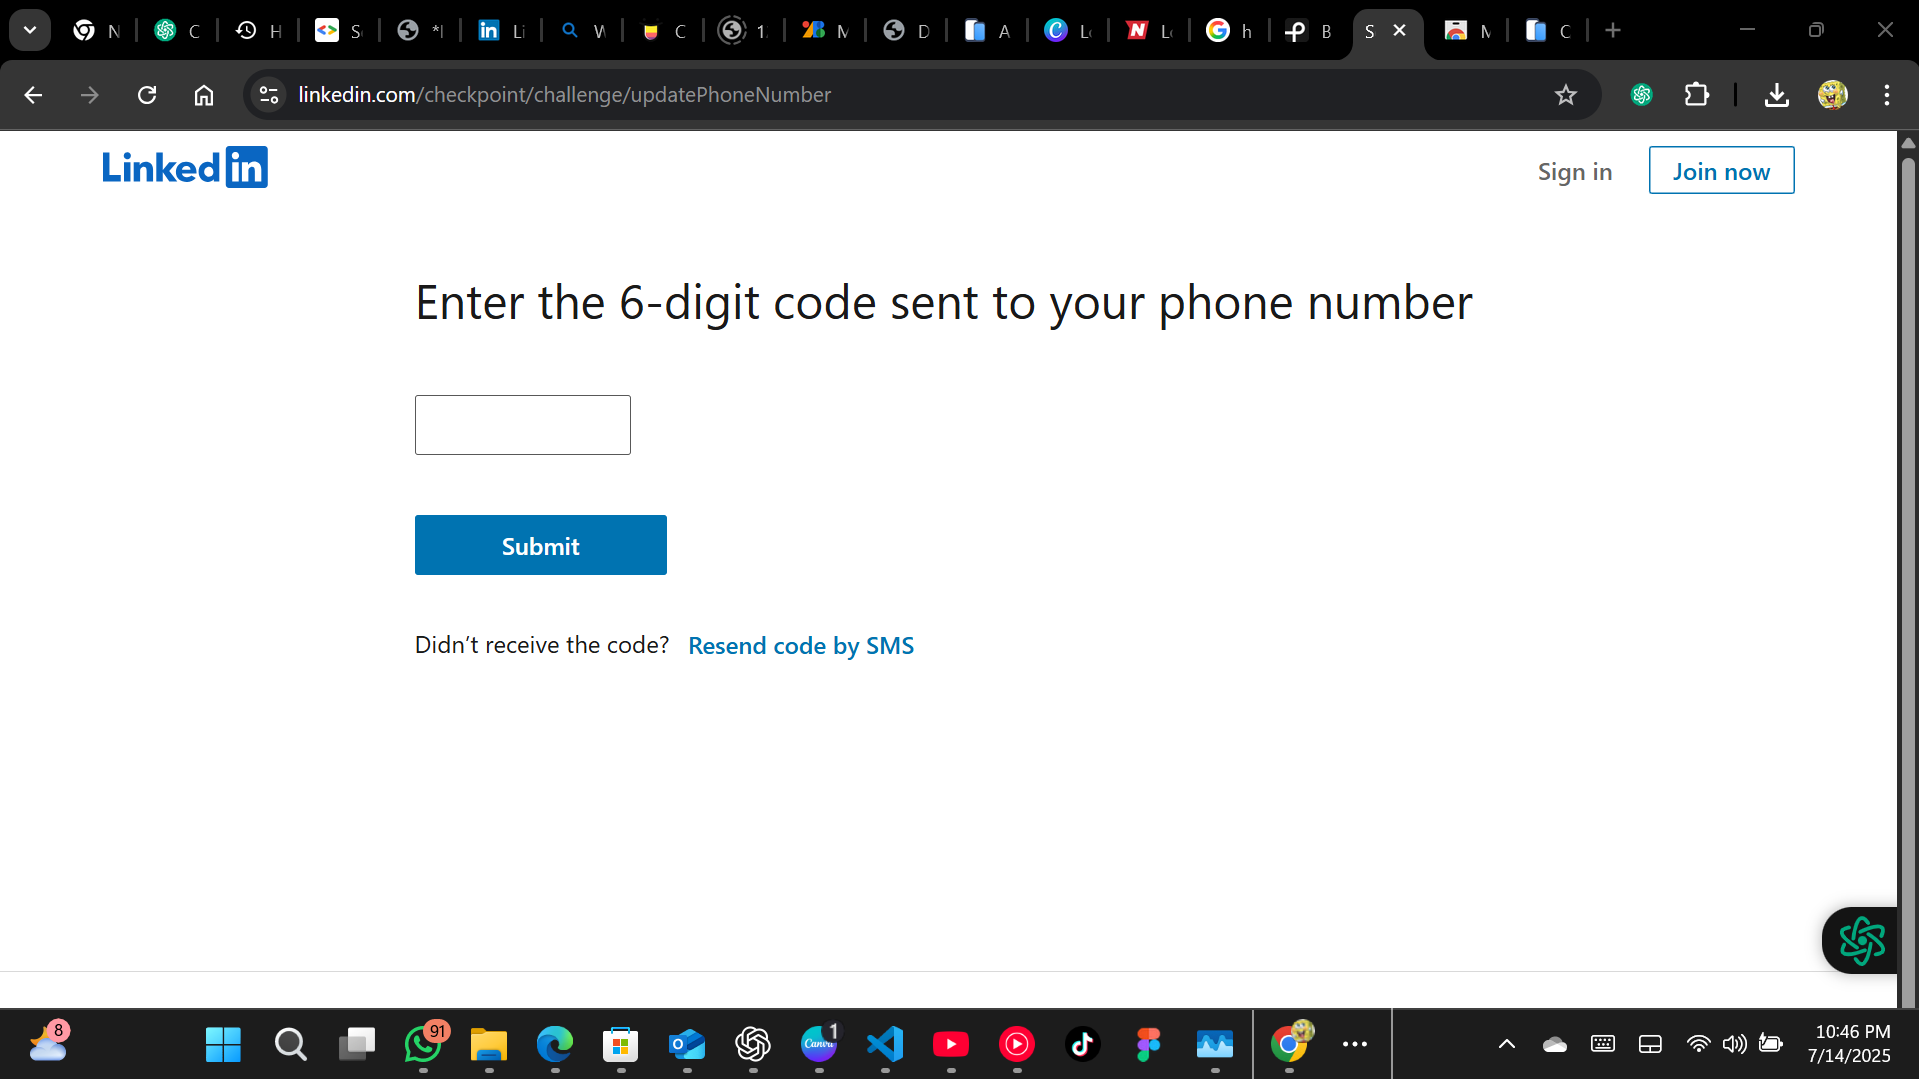 N C H S *I Li W C 1. M D A Lo Lo h B S M C
linkedin.com/checkpoint/challenge/updatePhoneNumber
Linked in
Sign in
Join now
Enter the 6-digit code sent to your phone number
Submit
Didn’t receive the code? Resend code by SMS
8
91
Canva
1
10:46 PM
7/14/2025